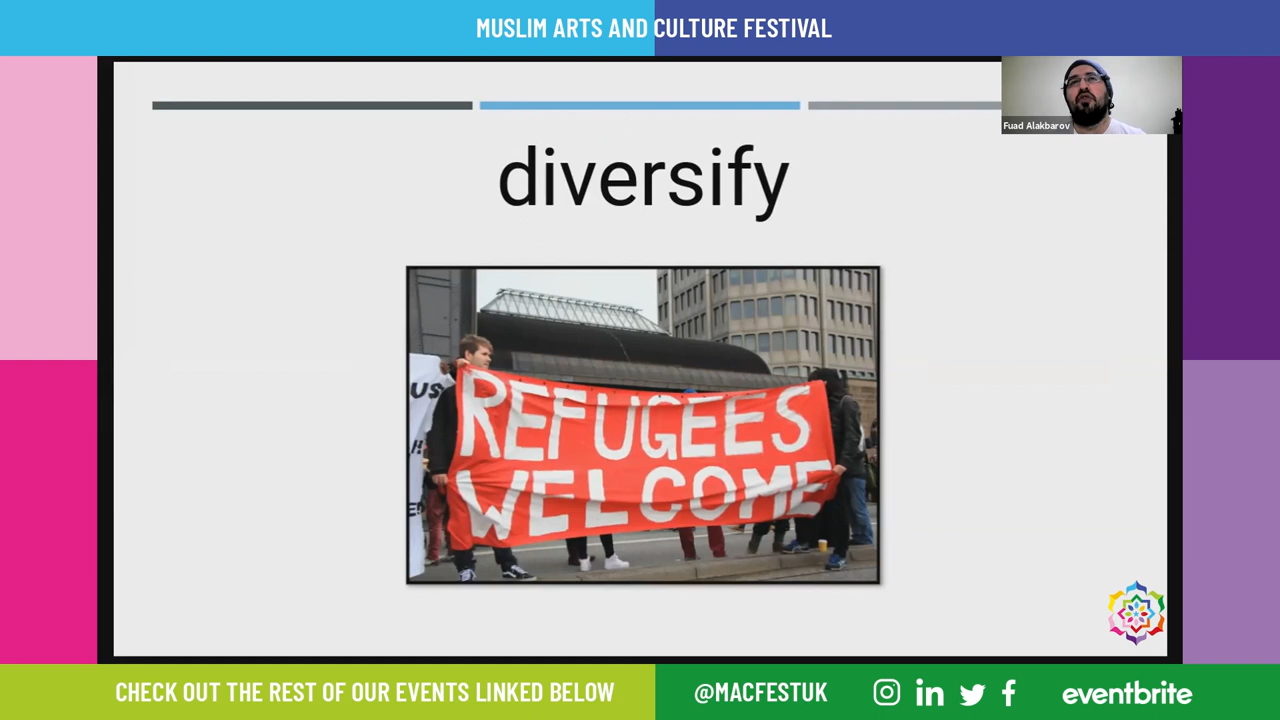 MUSLIM ARTS AND CULTURE FESTIVAL
Fuad Alakbarov
diversify
US
REFUGEES
WELCOME
CHECK OUT THE REST OF OUR EVENTS LINKED BELOW
@MACFESTUK
eventbrite